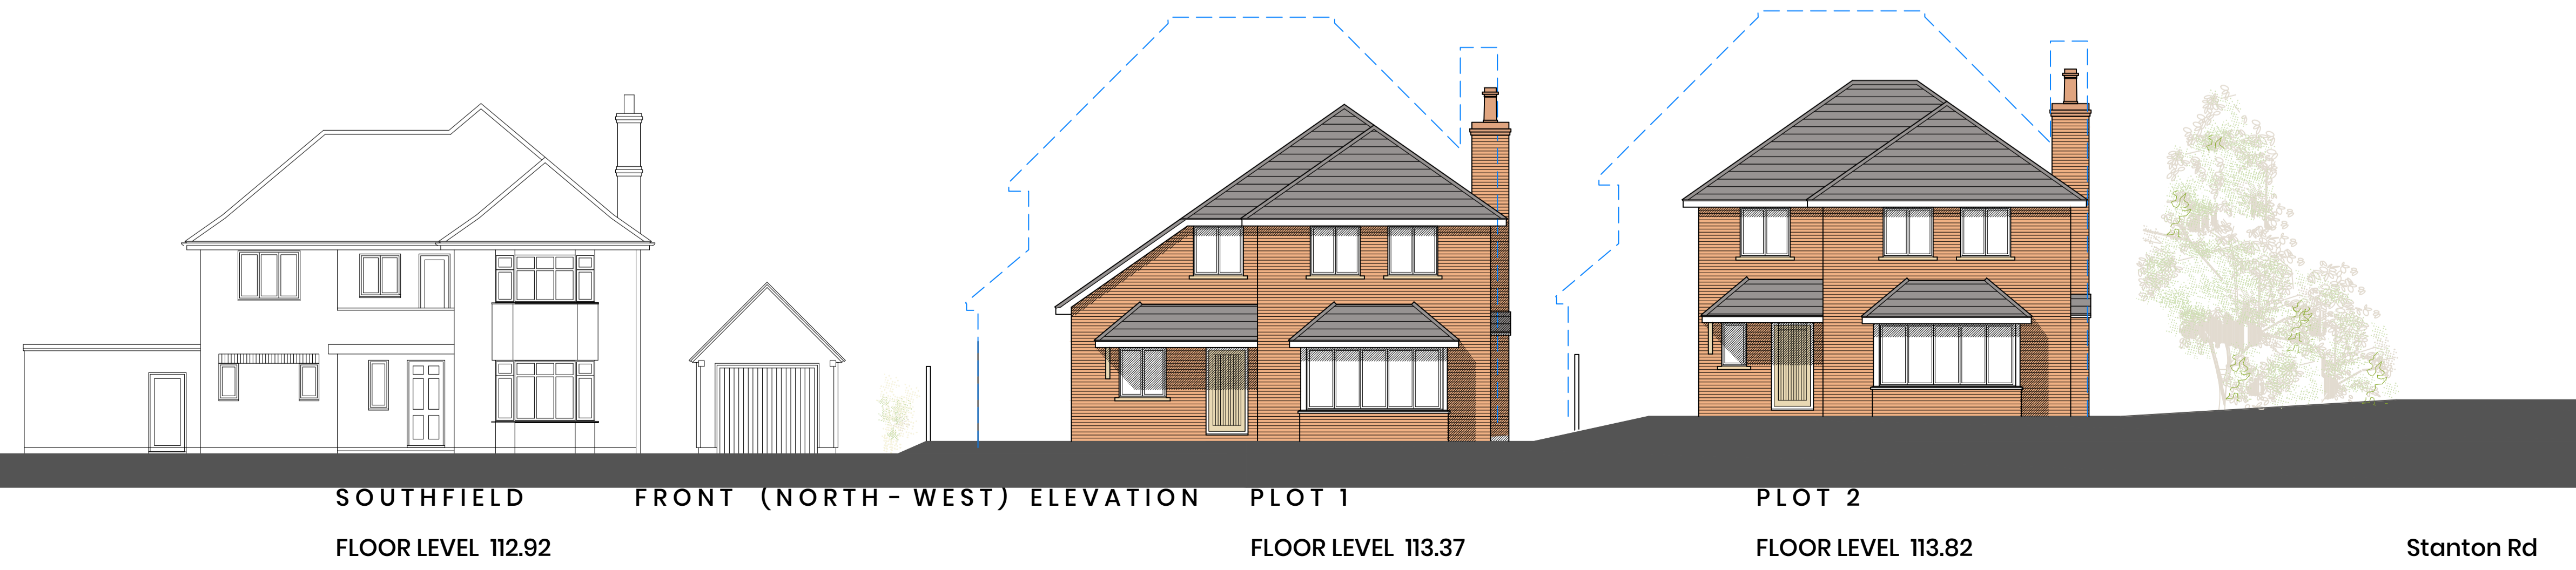 SOUTHFIELD FRONT (NORTH-WEST) ELEVATION PLOT 1 PLOT 2
FLOOR LEVEL 112.92 FLOOR LEVEL 113.37 FLOOR LEVEL 113.82 Stanton Rd